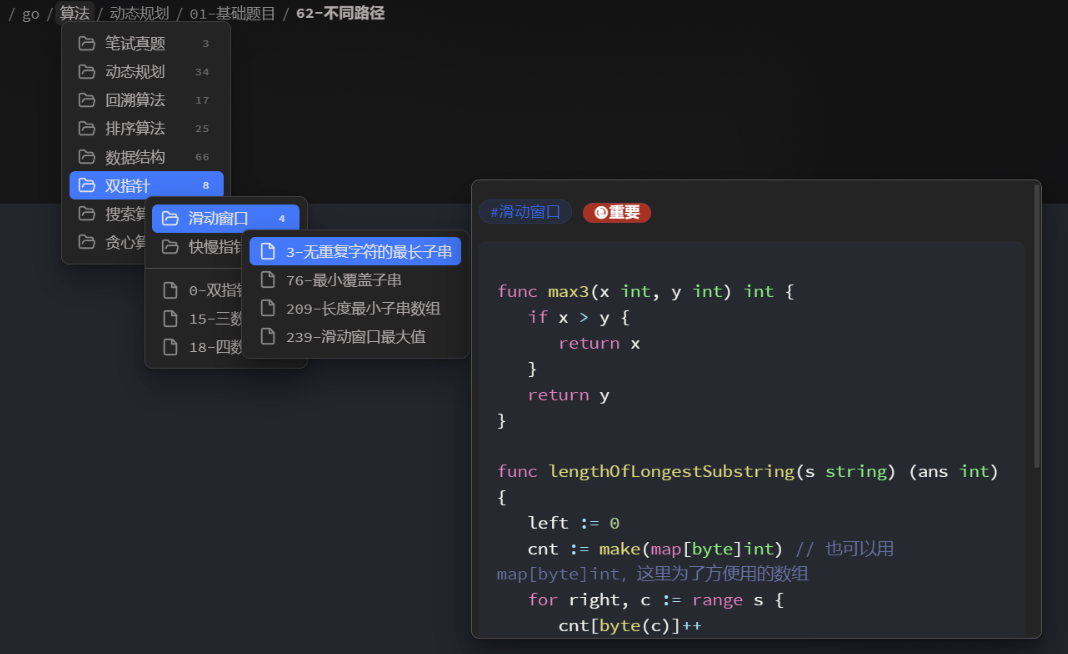 / go / 算法 / 动态规划 / 01-基础题目 / 62-不同路径
笔试真题 3
动态规划 34
回溯算法 17
排序算法 25
数据结构 66
双指针 8
搜索算
贪心算
滑动窗口 4
快慢指针
0-双指针
15-三数
18-四数
3-无重复字符的最长子串
76-最小覆盖子串
209-长度最小子串数组
239-滑动窗口最大值
#滑动窗口 重要
func max3(x int, y int) int {
if x > y {
return x
}
return y
}
func lengthOfLongestSubstring(s string) (ans int)
{
left := 0
cnt := make(map[byte]int) // 也可以用
map[byte]int, 这里为了方便用的数组
for right, c := range s {
cnt[byte(c)]++